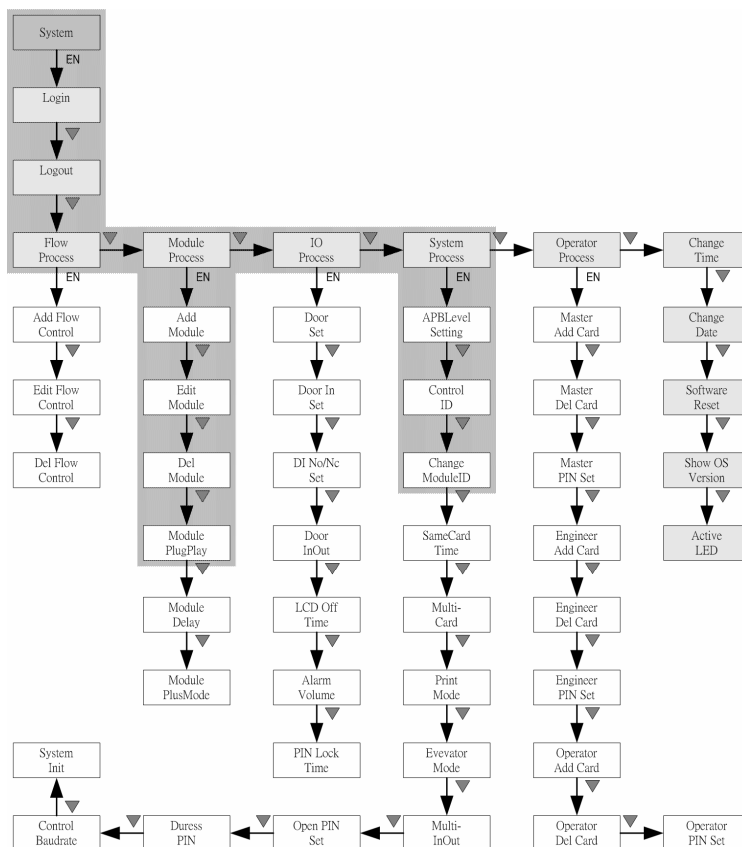 System
EN
Login
Logout
Flow
Process
Module
Process
IO
Process
System
Process
Operator
Process
Change
Time
EN
EN
EN
EN
EN
Add Flow
Control
Add
Module
Door
Set
APBLevel
Setting
Master
Add Card
Change
Date
Edit Flow
Control
Edit
Module
Door In
Set
Control
ID
Master
Del Card
Software
Reset
Del Flow
Control
Del
Module
DI No/Nc
Set
Change
ModuleID
Master
PIN Set
Show OS
Version
Module
PlugPlay
Door
InOut
SameCard
Time
Engineer
Add Card
Active
LED
Module
Delay
LCD Off
Time
Multi-
Card
Engineer
Del Card
Module
PlusMode
Alarm
Volume
Print
Mode
Engineer
PIN Set
System
Init
PIN Lock
Time
Evevator
Mode
Operator
Add Card
Control
Baudrate
Duress
PIN
Open PIN
Set
Multi-
InOut
Operator
Del Card
Operator
PIN Set